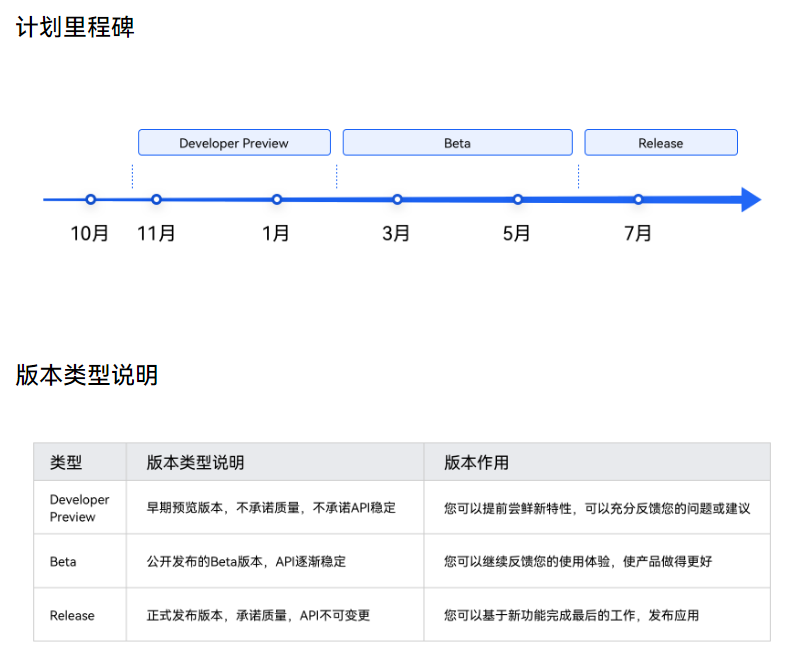 计划里程碑
Developer Preview
Beta
Release
10月
11月
1月
3月
5月
7月
版本类型说明
类型
版本类型说明
版本作用
Developer
Preview
早期预览版本，不承诺质量，不承诺API稳定
您可以提前尝鲜新特性，可以充分反馈您的问题或建议
Beta
公开发布的Beta版本，API逐渐稳定
您可以继续反馈您的使用体验，使产品做得更好
Release
正式发布版本，承诺质量，API不可变更
您可以基于新功能完成最后的工作，发布应用